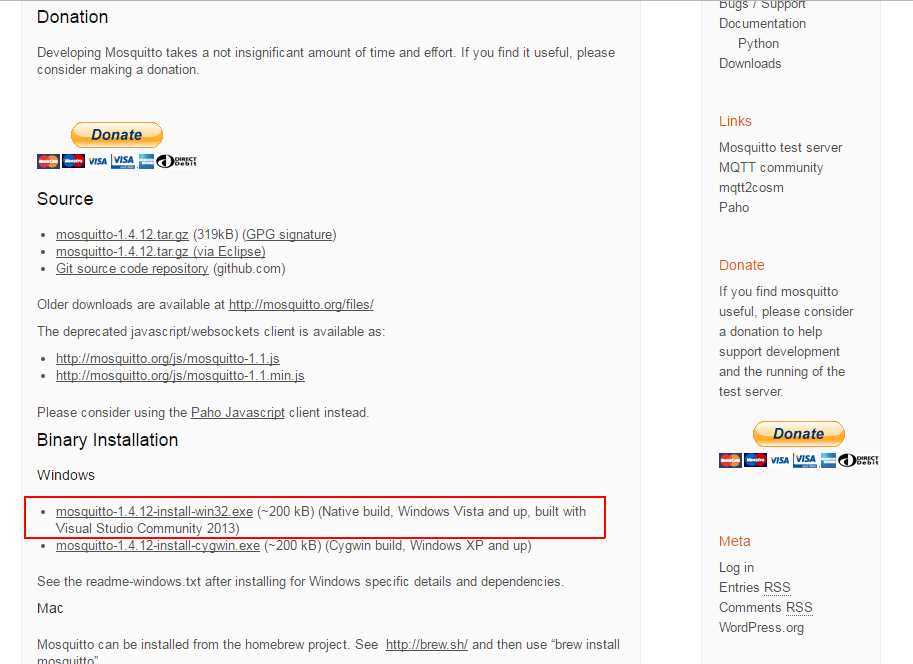 Donation
Developing Mosquitto takes a not insignificant amount of time and effort. If you find it useful, please
consider making a donation.
Donate
MasterCard Maestro VISA VISA DIRECT Debit
Source
mosquitto-1.4.12.tar.gz (319kB) (GPG signature)
mosquitto-1.4.12.tar.gz (via Eclipse)
Git source code repository (github.com)
Older downloads are available at http://mosquitto.org/files/
The deprecated javascript/websockets client is available as:
http://mosquitto.org/js/mosquitto-1.1.js
http://mosquitto.org/js/mosquitto-1.1.min.js
Please consider using the Paho Javascript client instead.
Binary Installation
Windows
mosquitto-1.4.12-install-win32.exe (~200 kB) (Native build, Windows Vista and up, built with
Visual Studio Community 2013)
mosquitto-1.4.12-install-cygwin.exe (~200 kB) (Cygwin build, Windows XP and up)
See the readme-windows.txt after installing for Windows specific details and dependencies.
Mac
Mosquitto can be installed from the homebrew project. See http://brew.sh/ and then use “brew install
mosquitto”
Bugs / Support
Documentation
Python
Downloads
Links
Mosquitto test server
MQTT community
mqtt2cosm
Paho
Donate
If you find mosquitto
useful, please consider
a donation to help
support development
and the running of the
test server.
Donate
MasterCard Maestro VISA VISA DIRECT Debit
Meta
Log in
Entries RSS
Comments RSS
WordPress.org